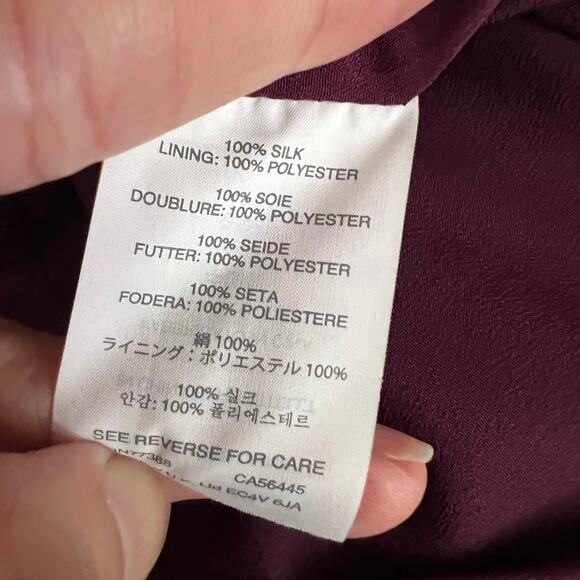 100% SILK
LINING: 100% POLYESTER
100% SOIE
DOUBLURE: 100% POLYESTER
100% SEIDE
FUTTER: 100% POLYESTER
100% SETA
FODERA: 100% POLIESTERE
絹 100%
ライニング：ポリエステル 100%
100% 실크
안감: 100% 폴리에스테르
SEE REVERSE FOR CARE
CA56445
U.K. Ltd EC4V 6JA